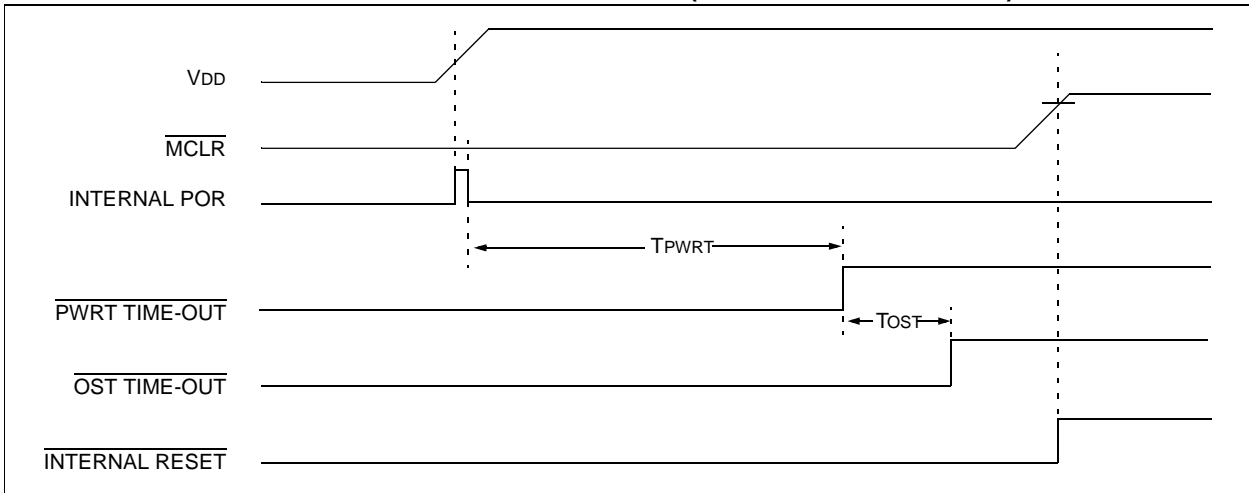 VDD
MCLR
INTERNAL POR
TPWRT
PWRT TIME-OUT
TOST
OST TIME-OUT
INTERNAL RESET